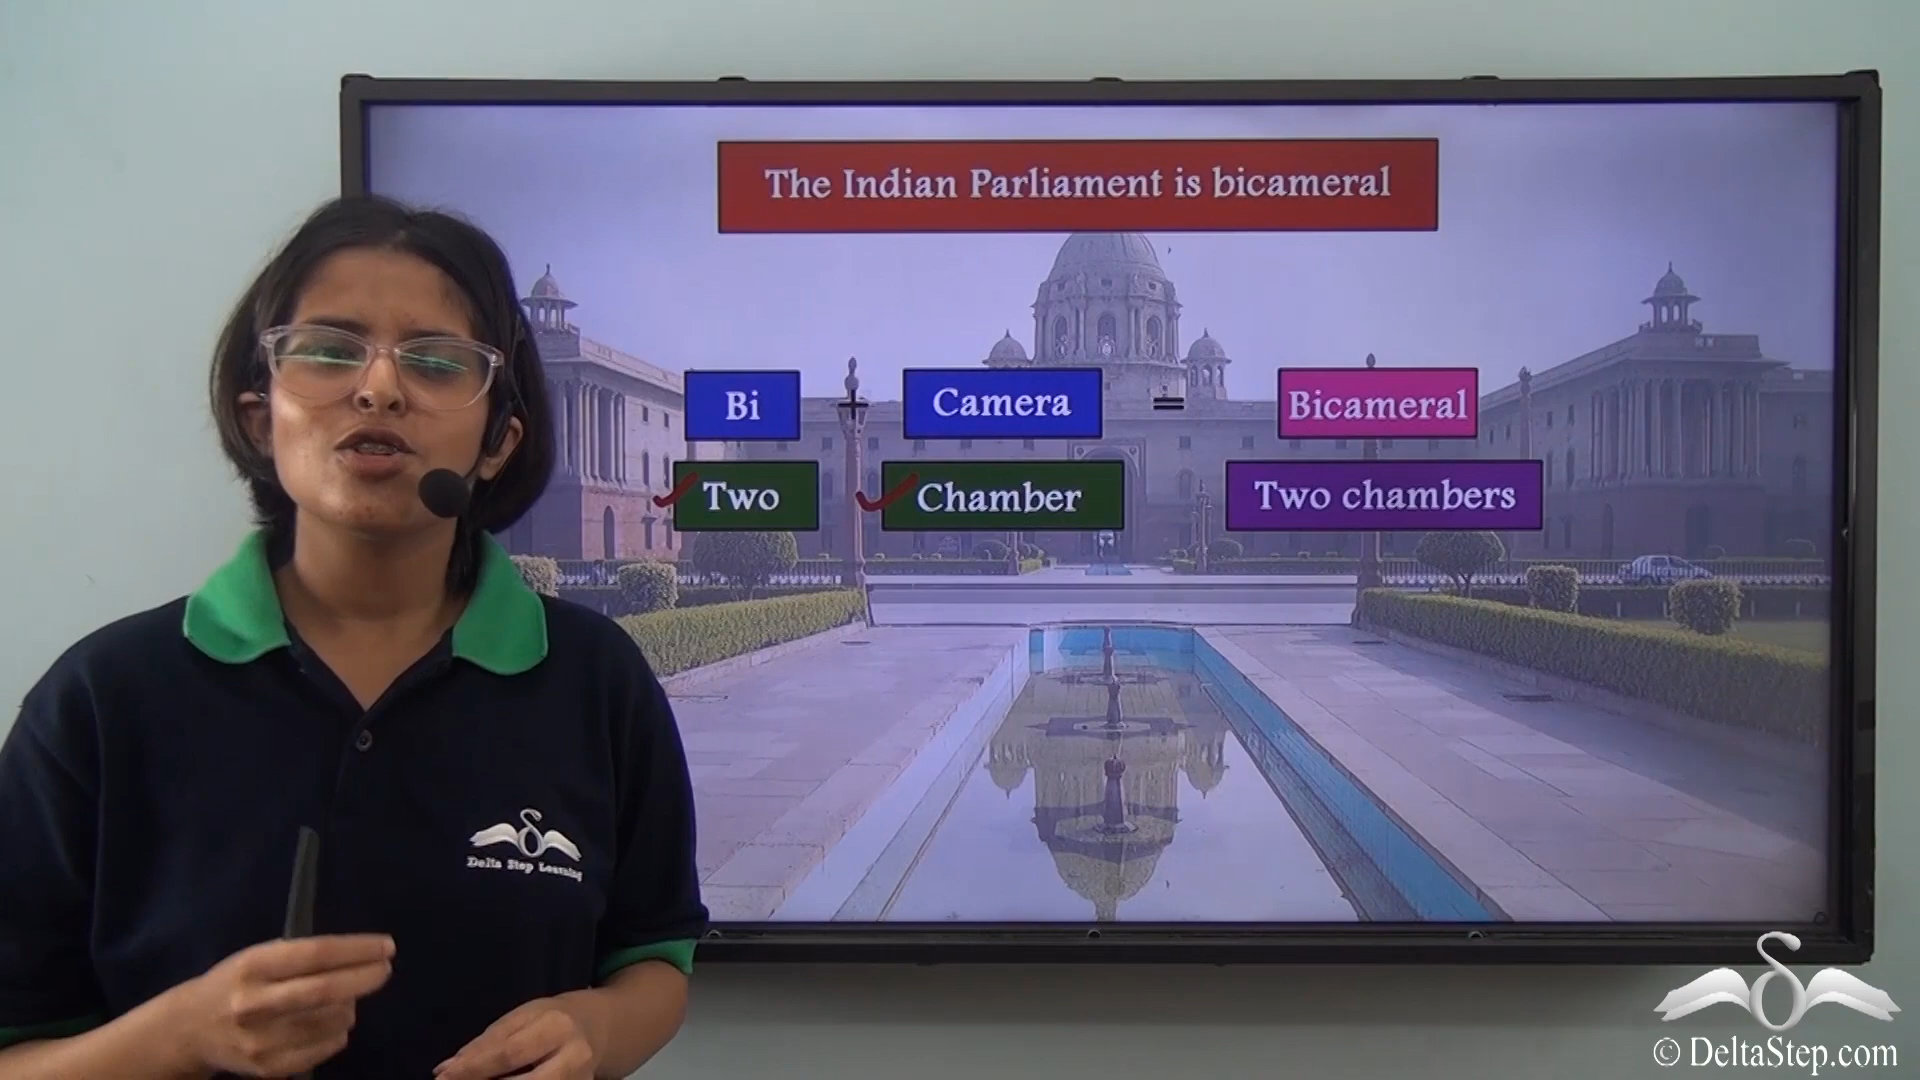 The Indian Parliament is bicameral
Bi + Camera = Bicameral
Two Chamber Two chambers
Delta Step Learning
© DeltaStep.com